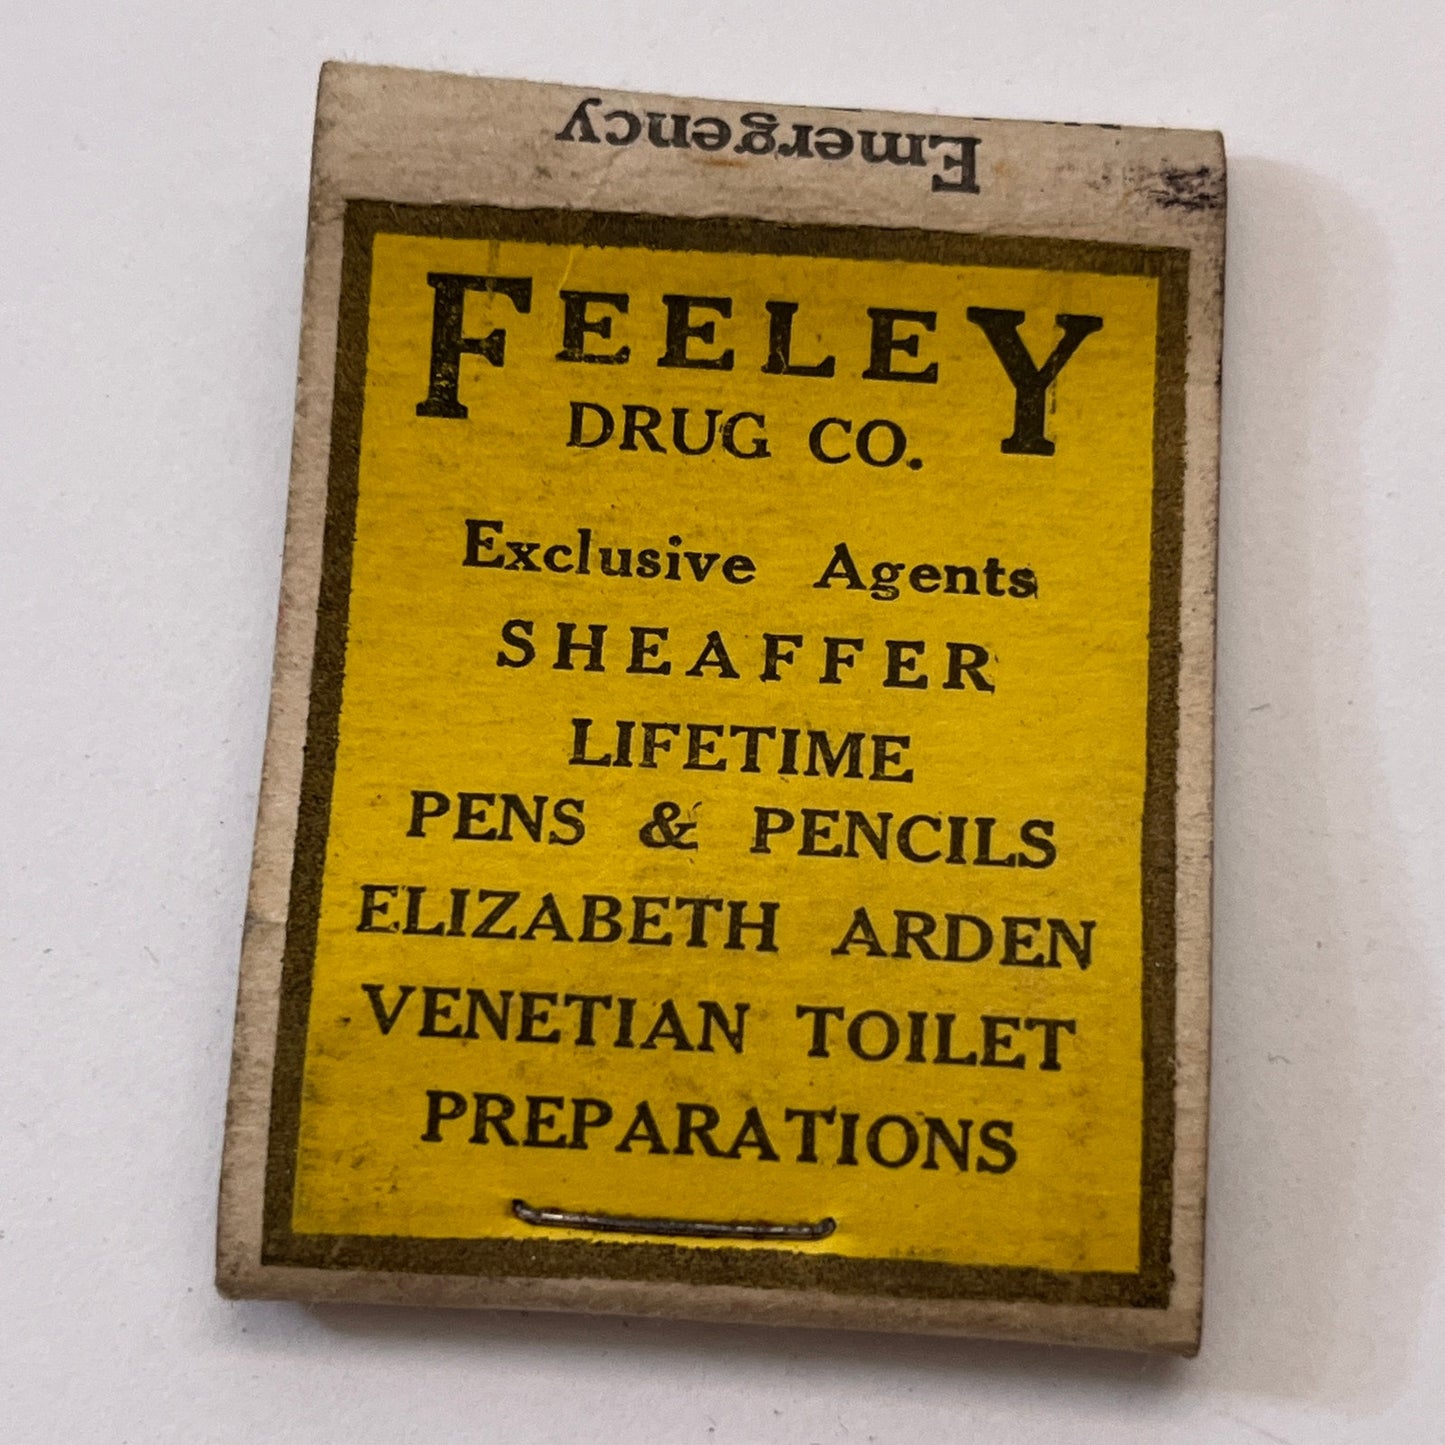 Emergency
FEELEY
DRUG CO.
Exclusive Agents
SHEAFFER
LIFETIME
PENS & PENCILS
ELIZABETH ARDEN
VENETIAN TOILET
PREPARATIONS